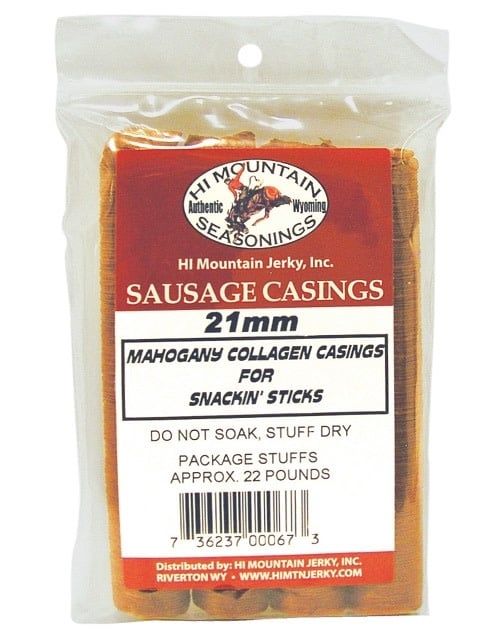 HI MOUNTAIN
Authentic Wyoming
SEASONINGS
HI Mountain Jerky, Inc.
SAUSAGE CASINGS
21mm
MAHOGANY COLLAGEN CASINGS
FOR
SNACKIN' STICKS
DO NOT SOAK, STUFF DRY
PACKAGE STUFFS
APPROX. 22 POUNDS
7 36237 00067 3
Distributed by: HI MOUNTAIN JERKY, INC.
RIVERTON WY • WWW.HIMTNJERKY.COM